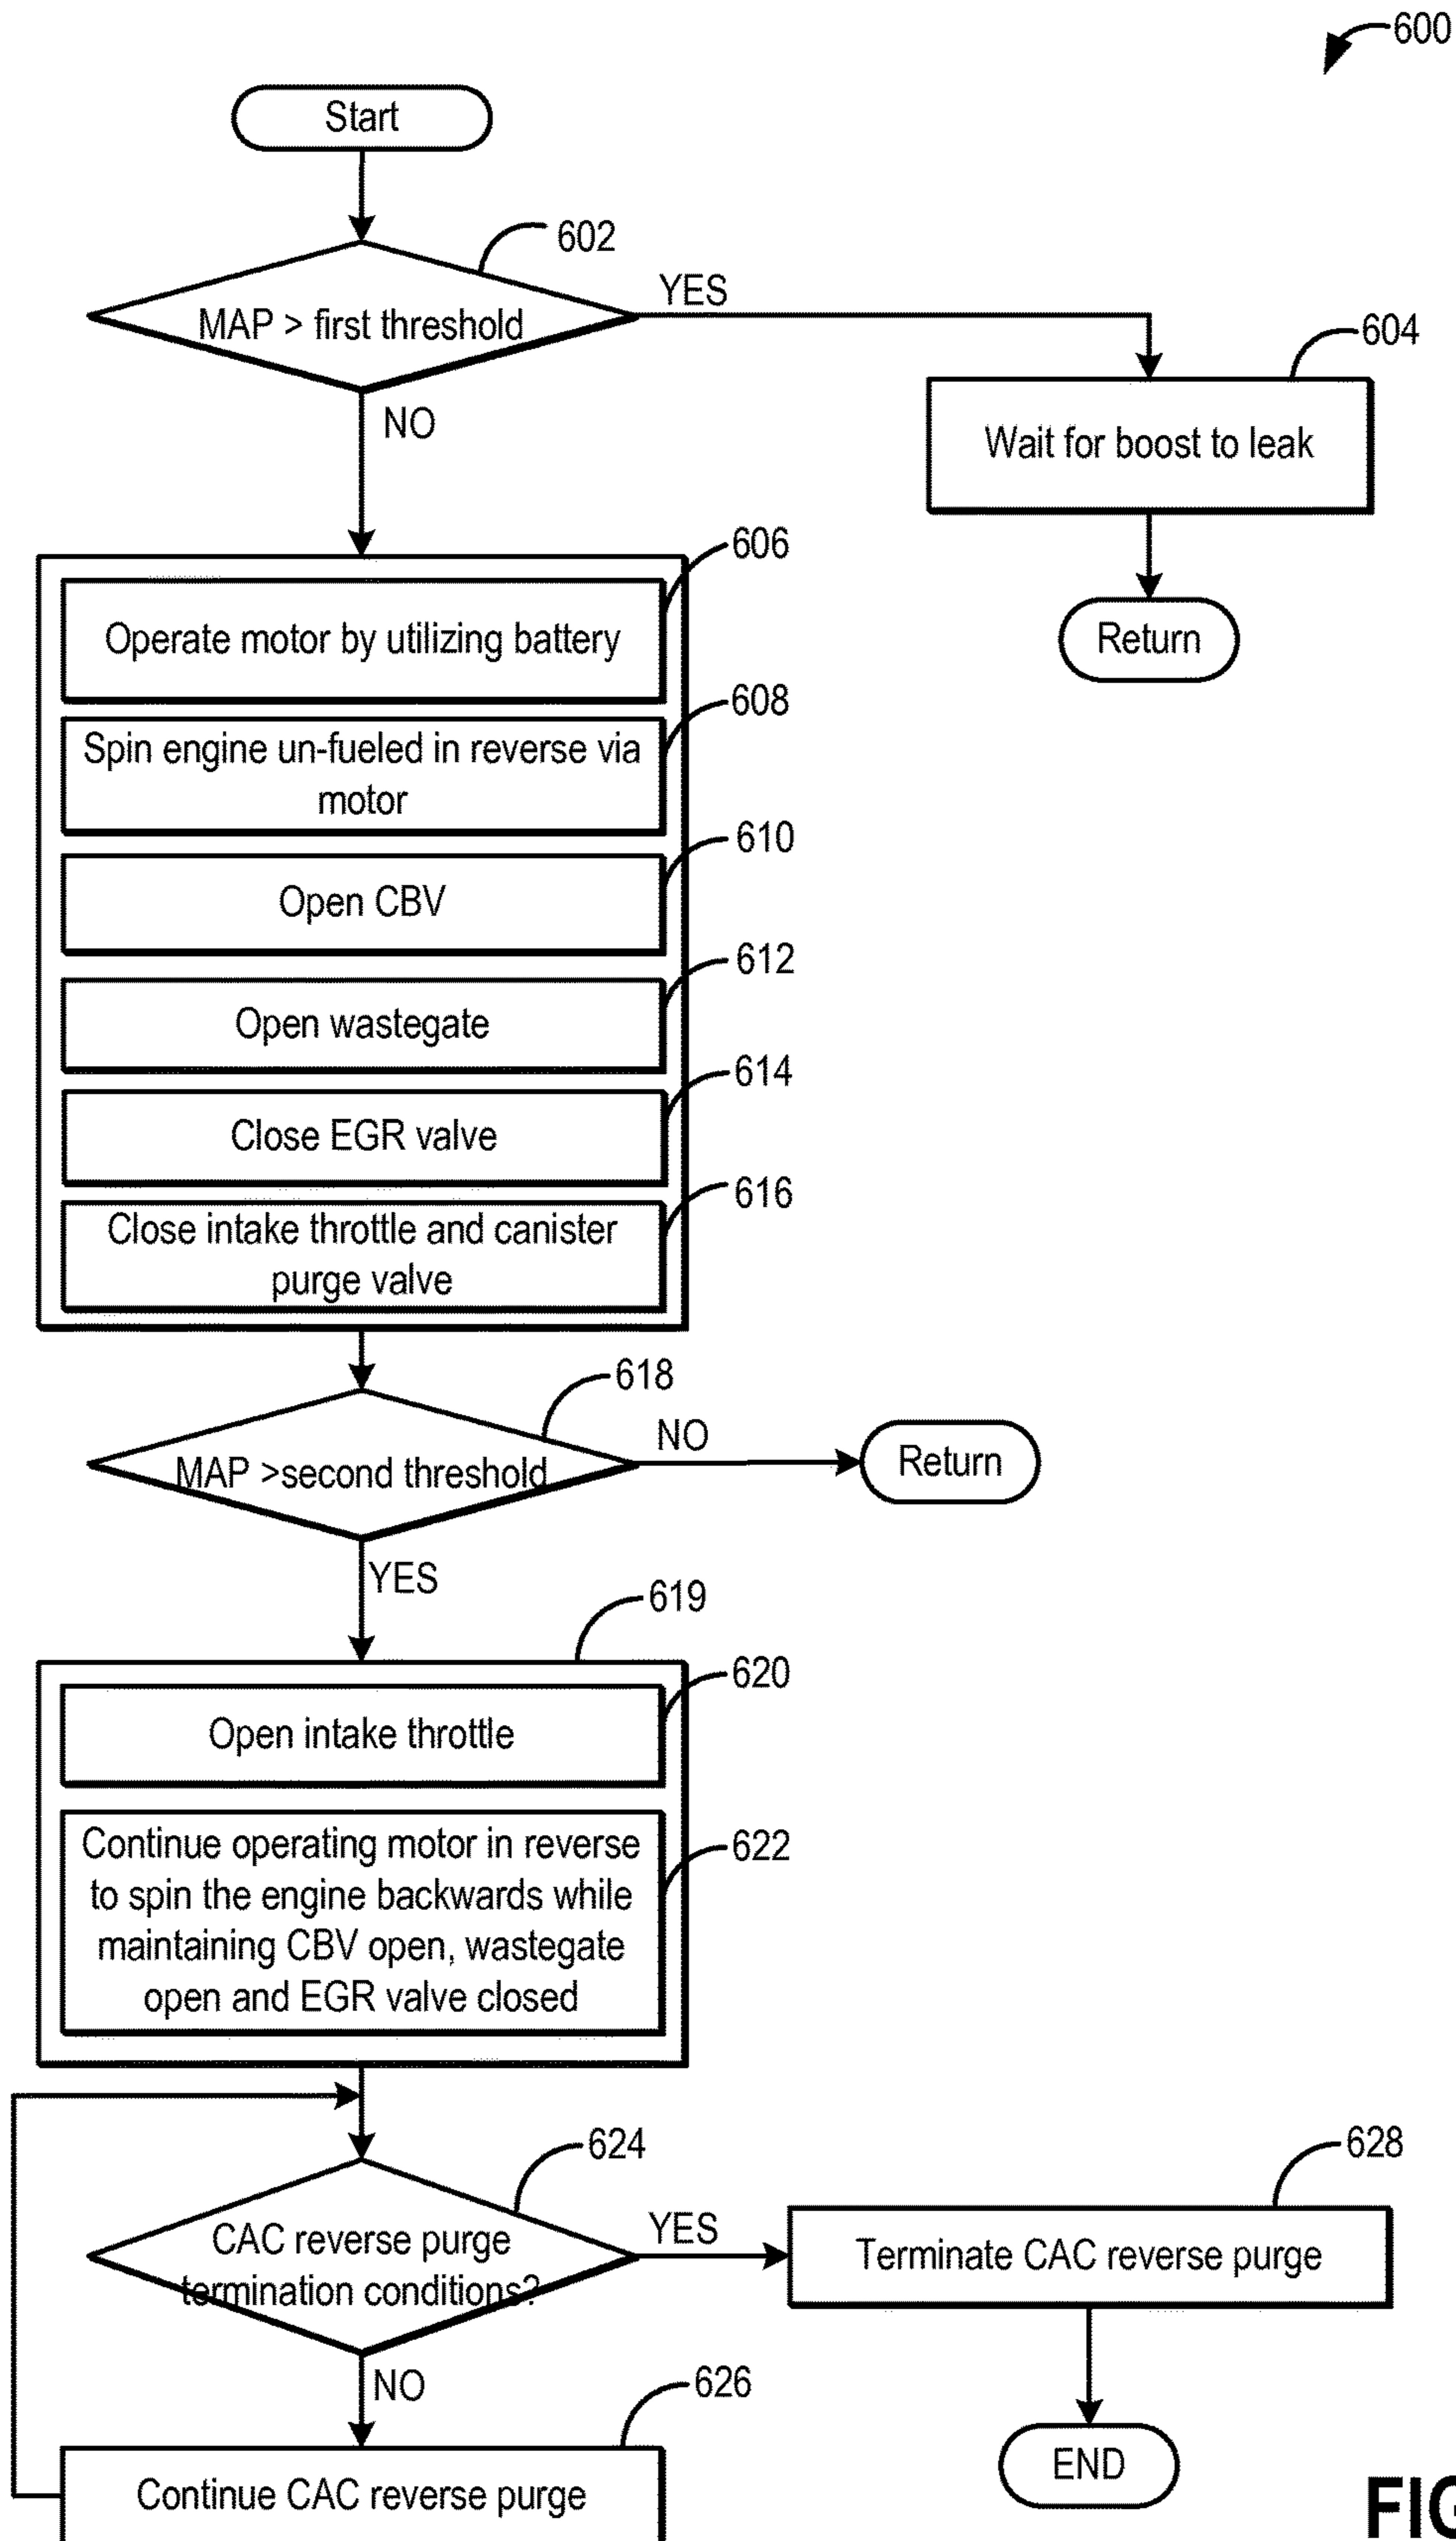 600
Start
602
MAP > first threshold
YES
604
Wait for boost to leak
Return
NO
606
Operate motor by utilizing battery
608
Spin engine un-fueled in reverse via
motor
610
Open CBV
612
Open wastegate
614
Close EGR valve
616
Close intake throttle and canister
purge valve
618
MAP >second threshold
NO
Return
YES
619
620
Open intake throttle
622
Continue operating motor in reverse
to spin the engine backwards while
maintaining CBV open, wastegate
open and EGR valve closed
624
CAC reverse purge
termination conditions?
YES
628
Terminate CAC reverse purge
END
NO
626
Continue CAC reverse purge
FIG